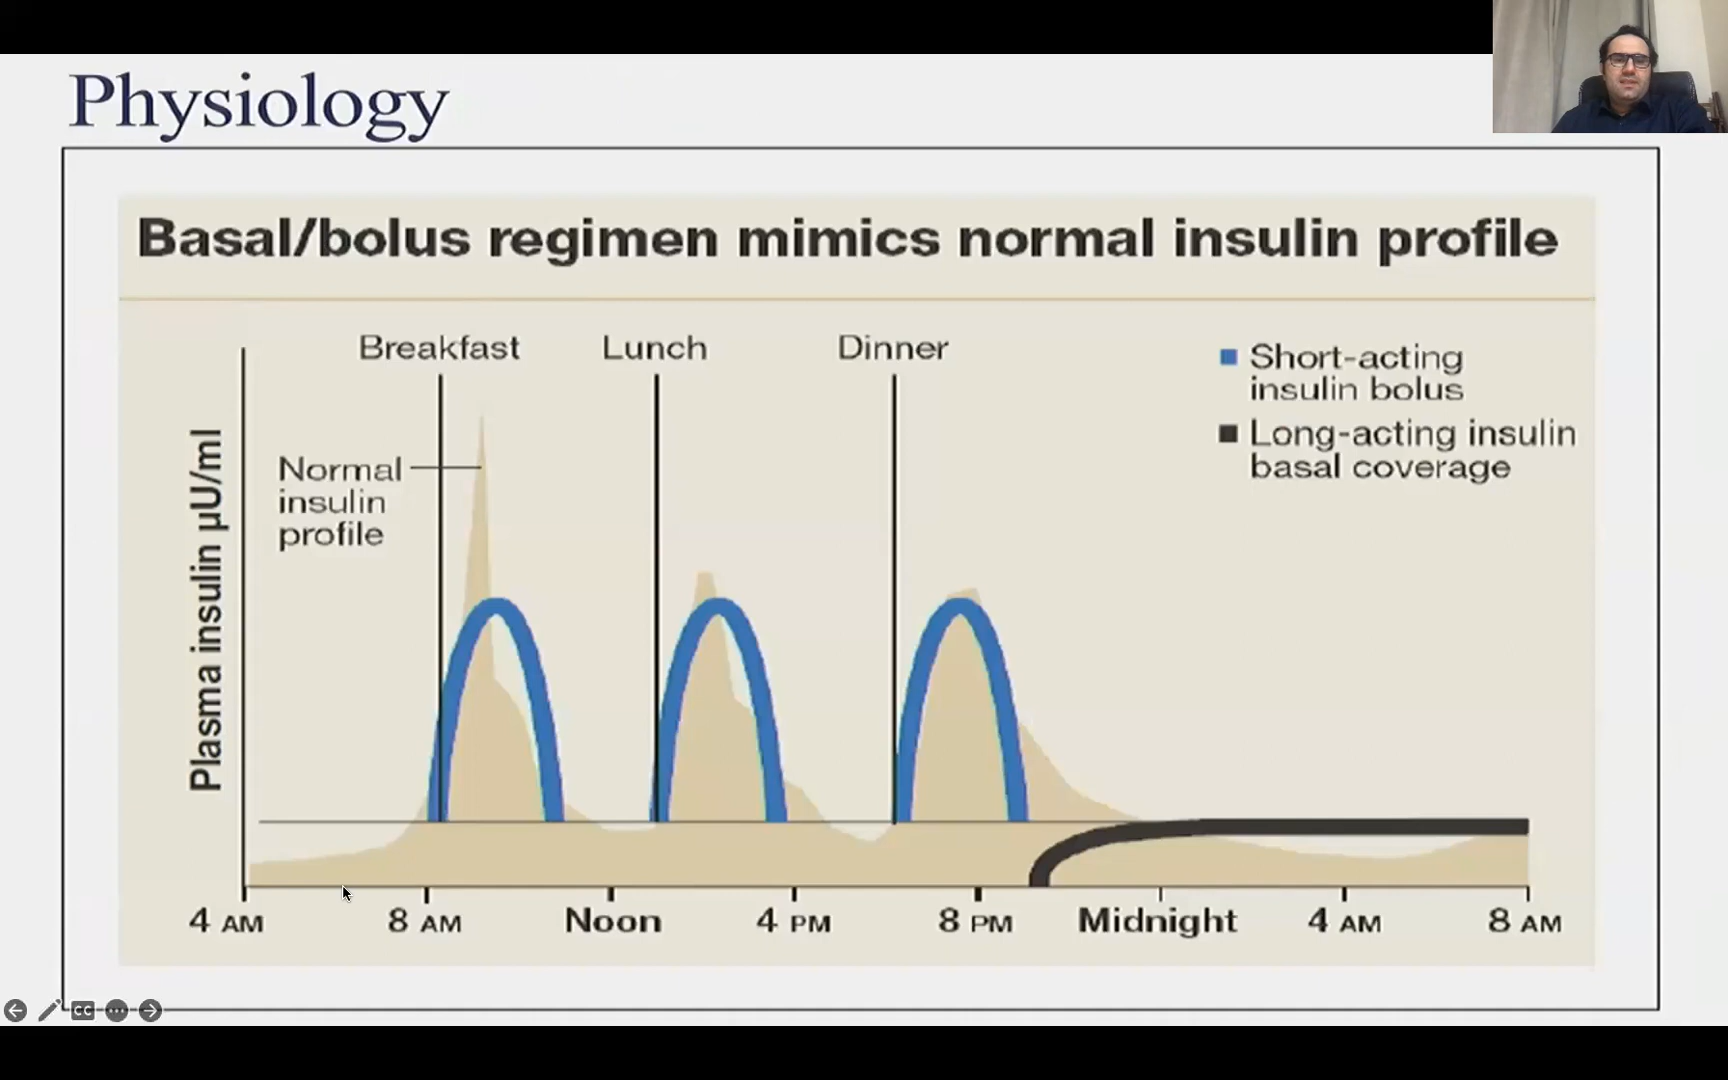 Physiology
Basal/bolus regimen mimics normal insulin profile
Breakfast
Lunch
Dinner
Short-acting
insulin bolus
Long-acting insulin
basal coverage
Normal
insulin
profile
Plasma insulin µU/ml
4 AM
8 AM
Noon
4 PM
8 PM
Midnight
4 AM
8 AM
CC